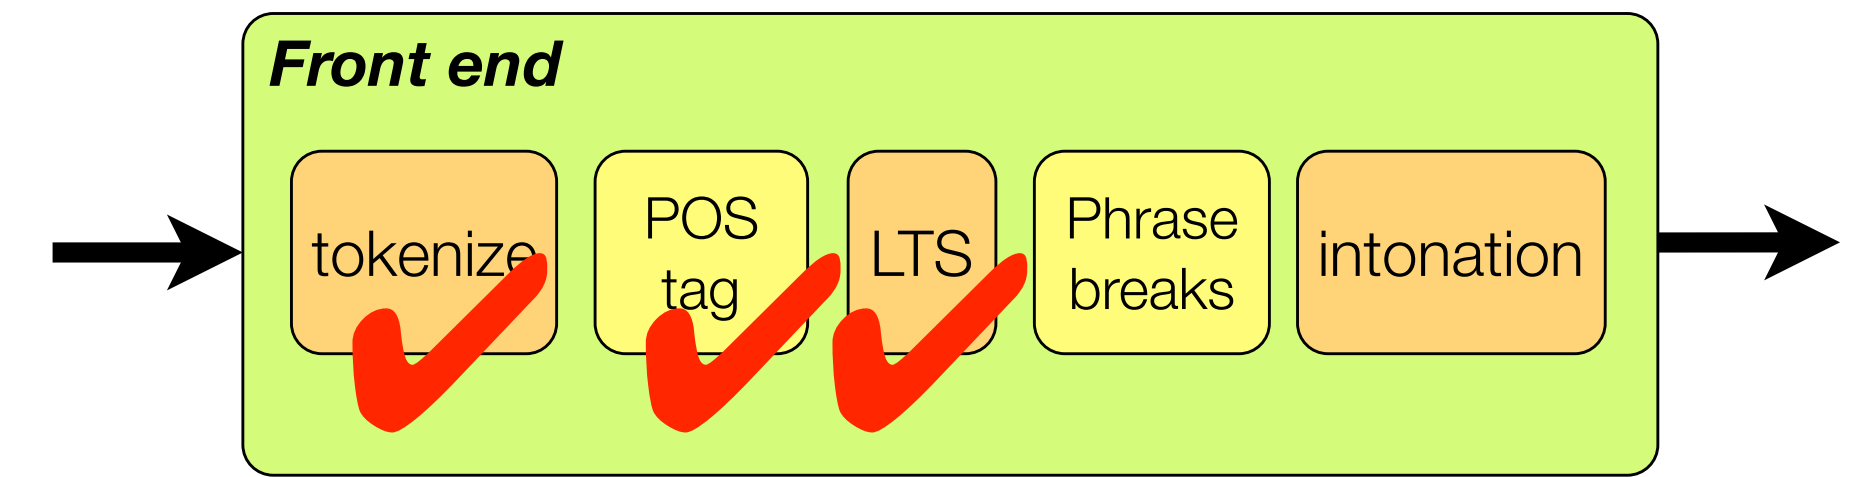 Front end
tokenize
POS
tag
LTS
Phrase
breaks
intonation